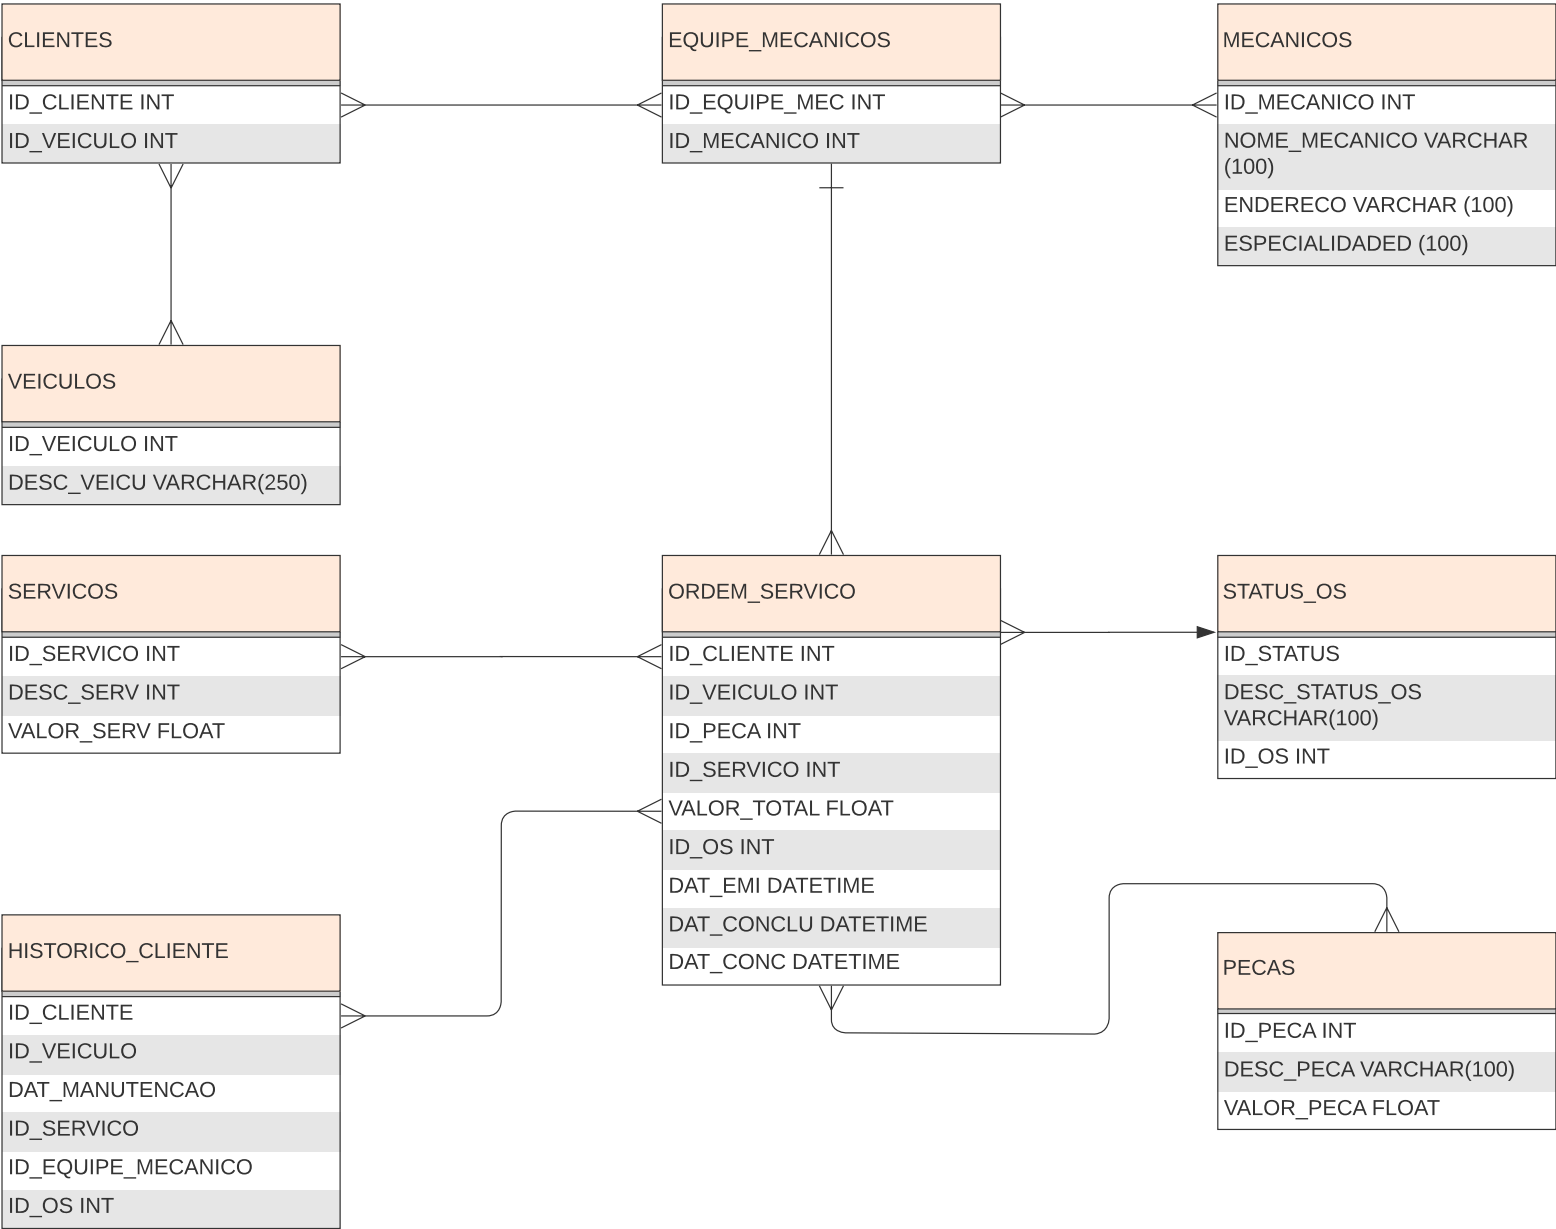 CLIENTES
ID_CLIENTE INT
ID_VEICULO INT
EQUIPE_MECANICOS
ID_EQUIPE_MEC INT
ID_MECANICO INT
MECANICOS
ID_MECANICO INT
NOME_MECANICO VARCHAR
(100)
ENDERECO VARCHAR (100)
ESPECIALIDADED (100)
VEICULOS
ID_VEICULO INT
DESC_VEICU VARCHAR(250)
SERVICOS
ID_SERVICO INT
DESC_SERV INT
VALOR_SERV FLOAT
ORDEM_SERVICO
ID_CLIENTE INT
ID_VEICULO INT
ID_PECA INT
ID_SERVICO INT
VALOR_TOTAL FLOAT
ID_OS INT
DAT_EMI DATETIME
DAT_CONCLU DATETIME
DAT_CONC DATETIME
STATUS_OS
ID_STATUS
DESC_STATUS_OS
VARCHAR(100)
ID_OS INT
HISTORICO_CLIENTE
ID_CLIENTE
ID_VEICULO
DAT_MANUTENCAO
ID_SERVICO
ID_EQUIPE_MECANICO
ID_OS INT
PECAS
ID_PECA INT
DESC_PECA VARCHAR(100)
VALOR_PECA FLOAT